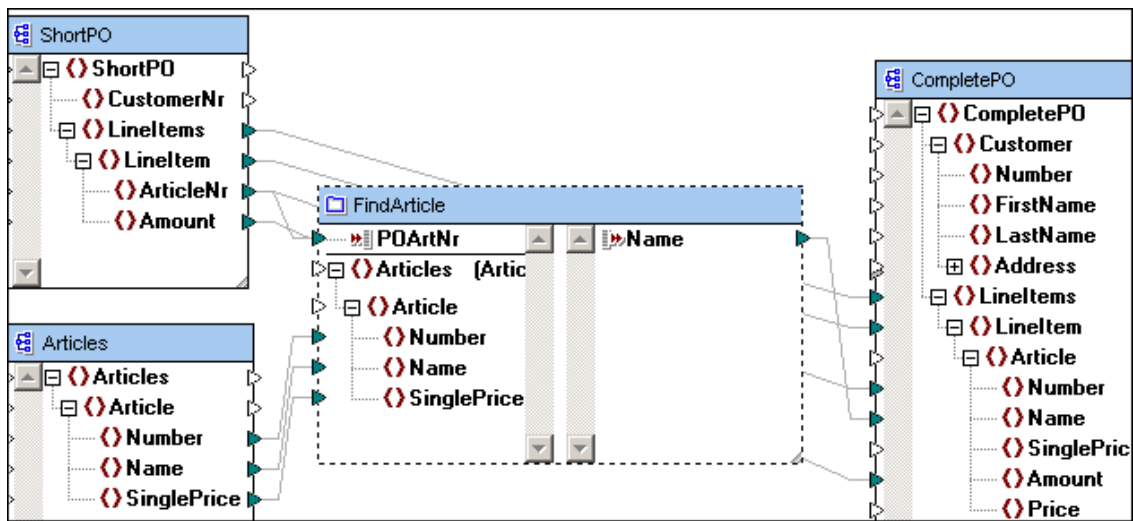 ShortPO
ShortPO
CustomerNr
LineItems
LineItem
ArticleNr
Amount
Articles
Articles
Article
Number
Name
SinglePrice
FindArticle
POArtNr
Articles (Artic
Article
Number
Name
SinglePrice
Name
CompletePO
CompletePO
Customer
Number
FirstName
LastName
Address
LineItems
LineItem
Article
Number
Name
SinglePric
Amount
Price